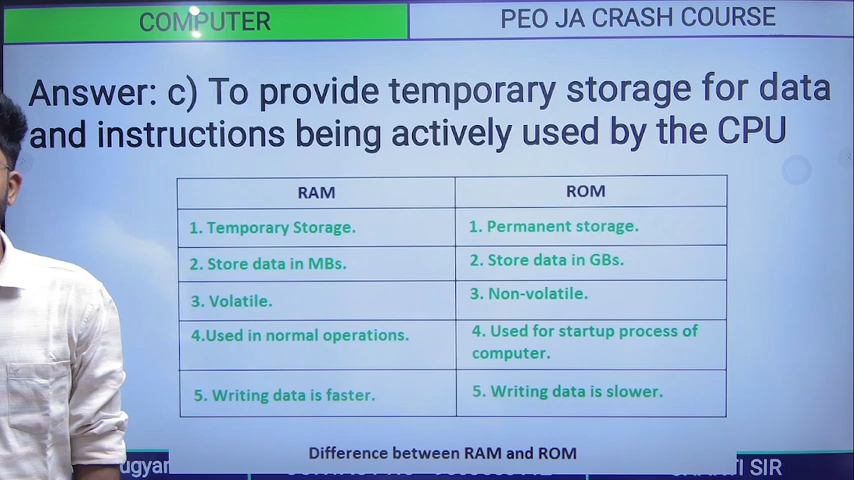 COMPUTER
PEO JA CRASH COURSE
Answer: c) To provide temporary storage for data
and instructions being actively used by the CPU
RAM
ROM
1. Temporary Storage.
1. Permanent storage.
2. Store data in MBs.
2. Store data in GBs.
3. Volatile.
3. Non-volatile.
4.Used in normal operations.
4. Used for startup process of
computer.
5. Writing data is faster.
5. Writing data is slower.
Difference between RAM and ROM
SIR